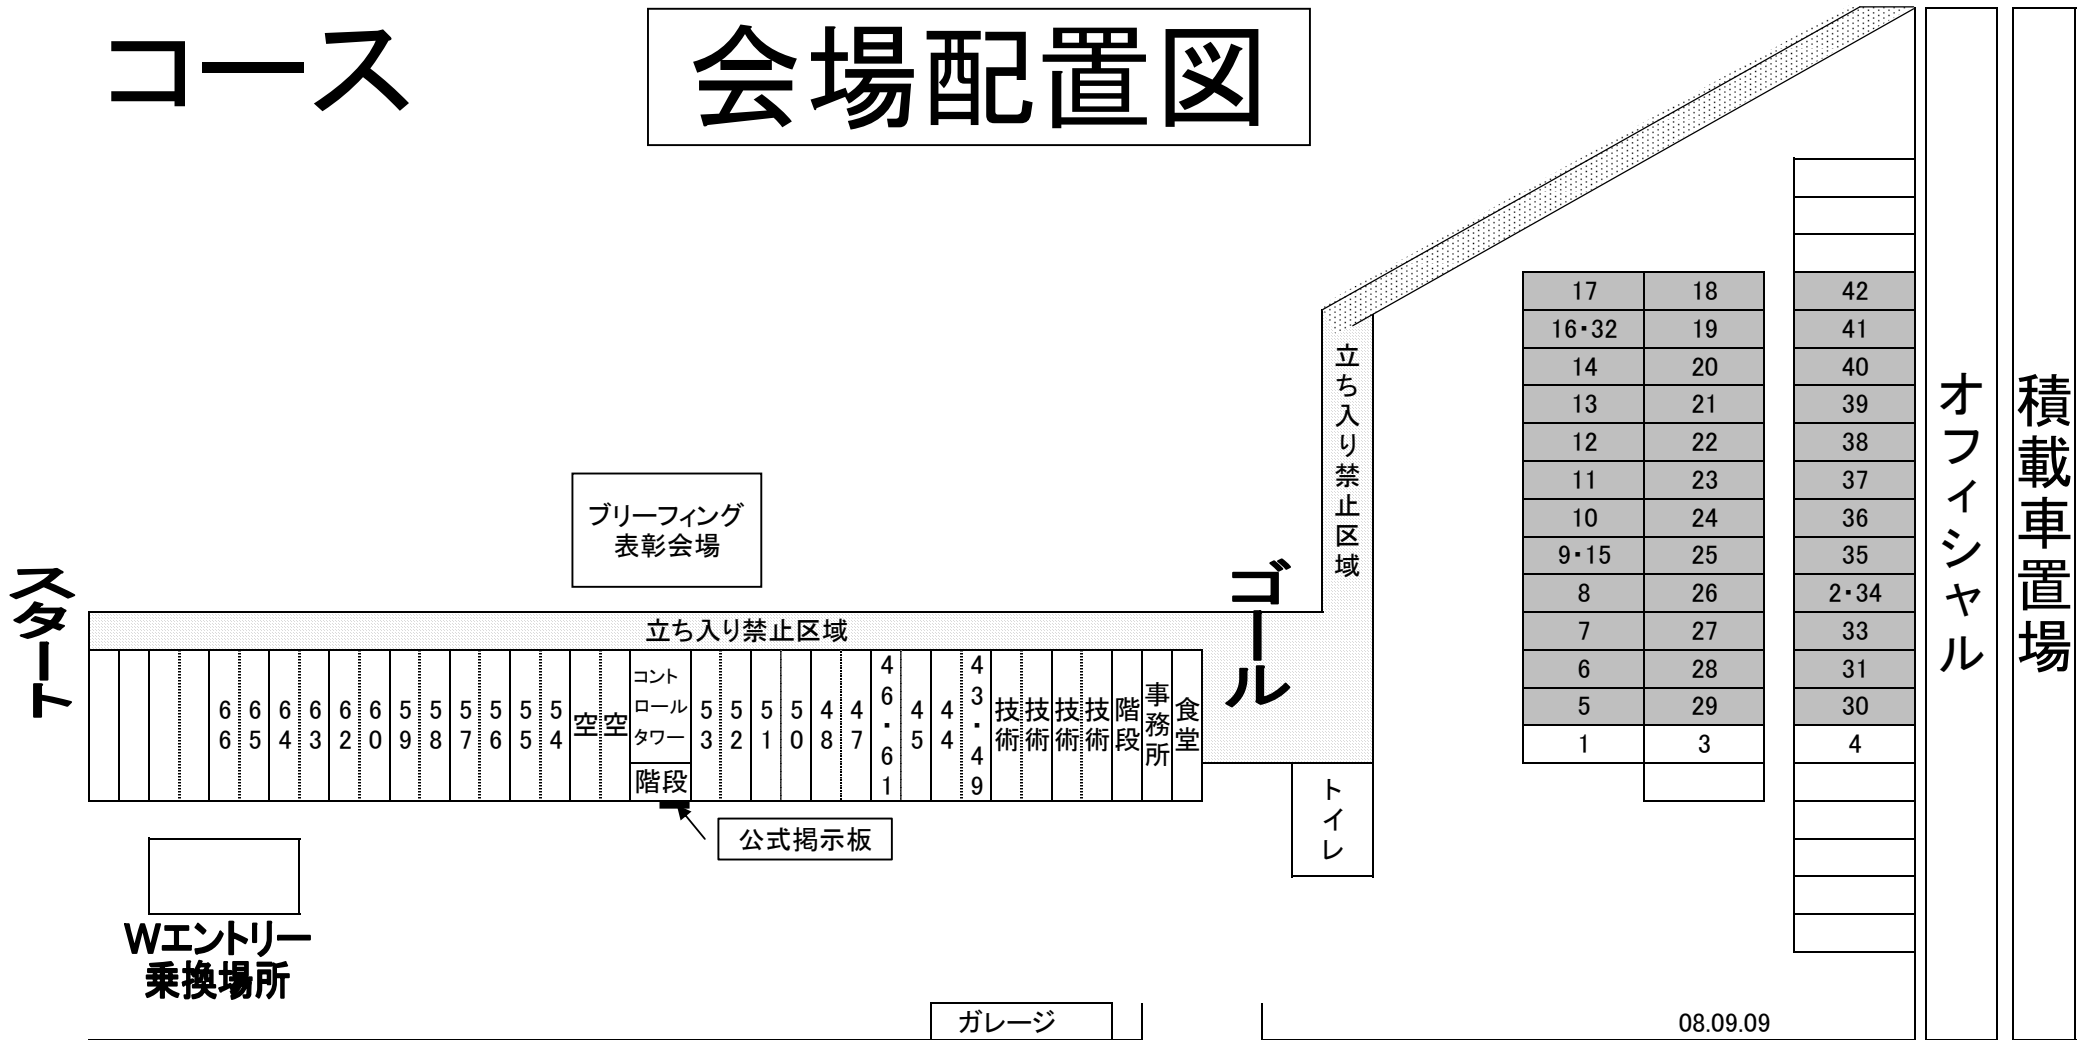 コース
会場配置図
17 18 42
16・32 19 41
14 20 40
13 21 39
12 22 38
11 23 37
10 24 36
9・15 25 35
8 26 2・34
7 27 33
6 28 31
5 29 30
1 3 4
オフィシャル
積載車置場
立ち入り禁止区域
ブリーフィング
表彰会場
スタート
ゴール
立ち入り禁止区域
66
65
64
63
62
60
59
58
57
56
55
54
空
空
コント
ロール
タワー
階段
53
52
51
50
48
47
46・61
45
44
43・49
技術
技術
技術
技術
階段
事務所
食堂
トイレ
公式掲示板
Wエントリー
乗換場所
ガレージ
08.09.09